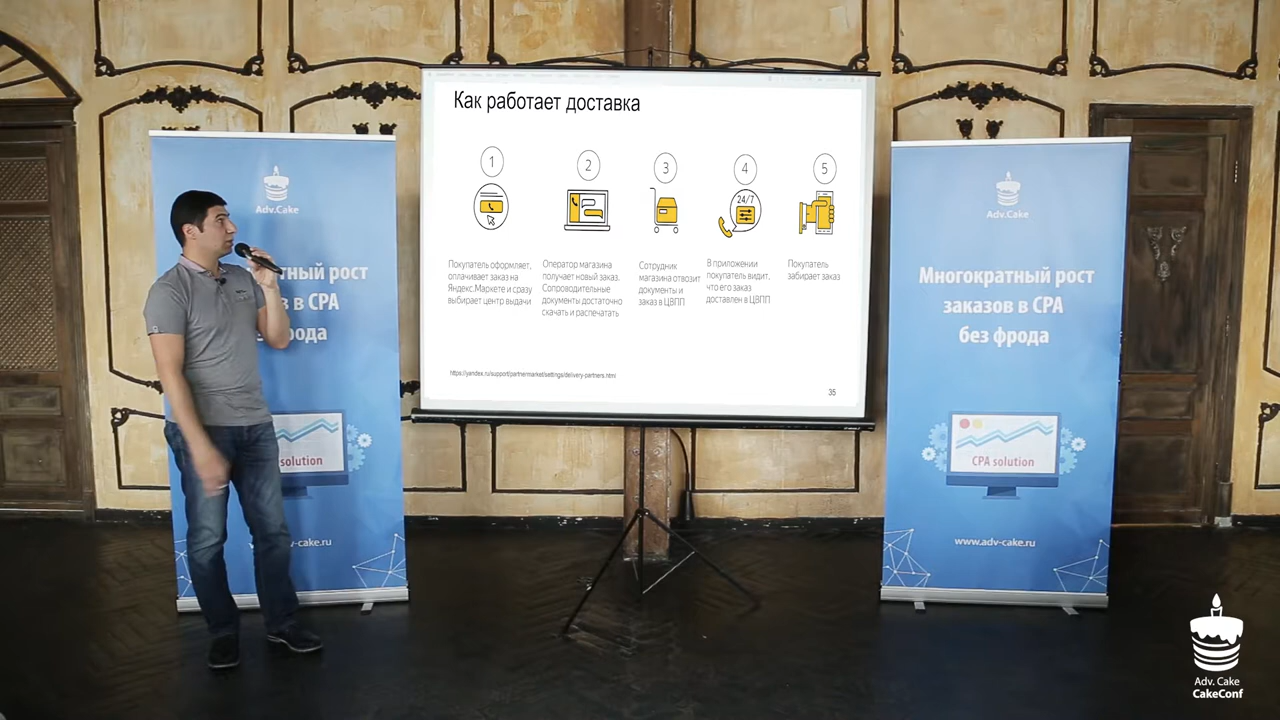 Как работает доставка
1
2
3
4
5
24/7
Покупатель оформляет,
оплачивает заказ на
Яндекс.Маркете и сразу
выбирает центр выдачи
Оператор магазина
получает новый заказ.
Сопроводительные
документы достаточно
скачать и распечатать
Сотрудник
магазина отвозит
документы и
заказ в ЦВПП
В приложении
покупатель видит,
что его заказ
доставлен в ЦВПП
Покупатель
забирает заказ
https://yandex.ru/support/partnermarket/settings/delivery-partners.html
35
Adv.Cake
атный рост
в в CPA
рода
solution
v-cake.ru
Adv.Cake
Многократный рост
заказов в CPA
без фрода
CPA solution
www.adv-cake.ru
Adv. Cake
CakeConf